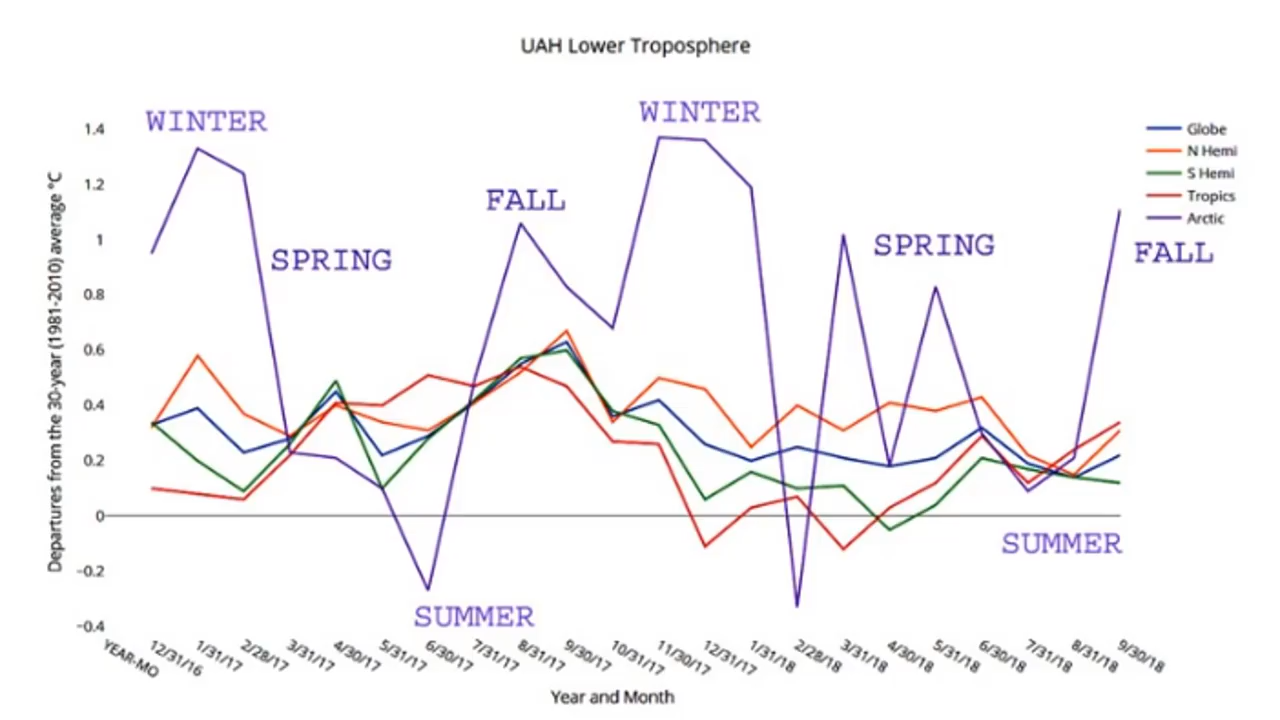 UAH Lower Troposphere
WINTER
WINTER
FALL
SPRING
SPRING
FALL
SUMMER
SUMMER
Globe
N Hemi
S Hemi
Tropics
Arctic
Departures from the 30-year (1981-2010) average °C
1.4
1.2
1
0.8
0.6
0.4
0.2
0
−0.2
−0.4
YEAR-MO
12/31/16
1/31/17
2/28/17
3/31/17
4/30/17
5/31/17
6/30/17
7/31/17
8/31/17
9/30/17
10/31/17
11/30/17
12/31/17
1/31/18
2/28/18
3/31/18
4/30/18
5/31/18
6/30/18
7/31/18
8/31/18
9/30/18
Year and Month